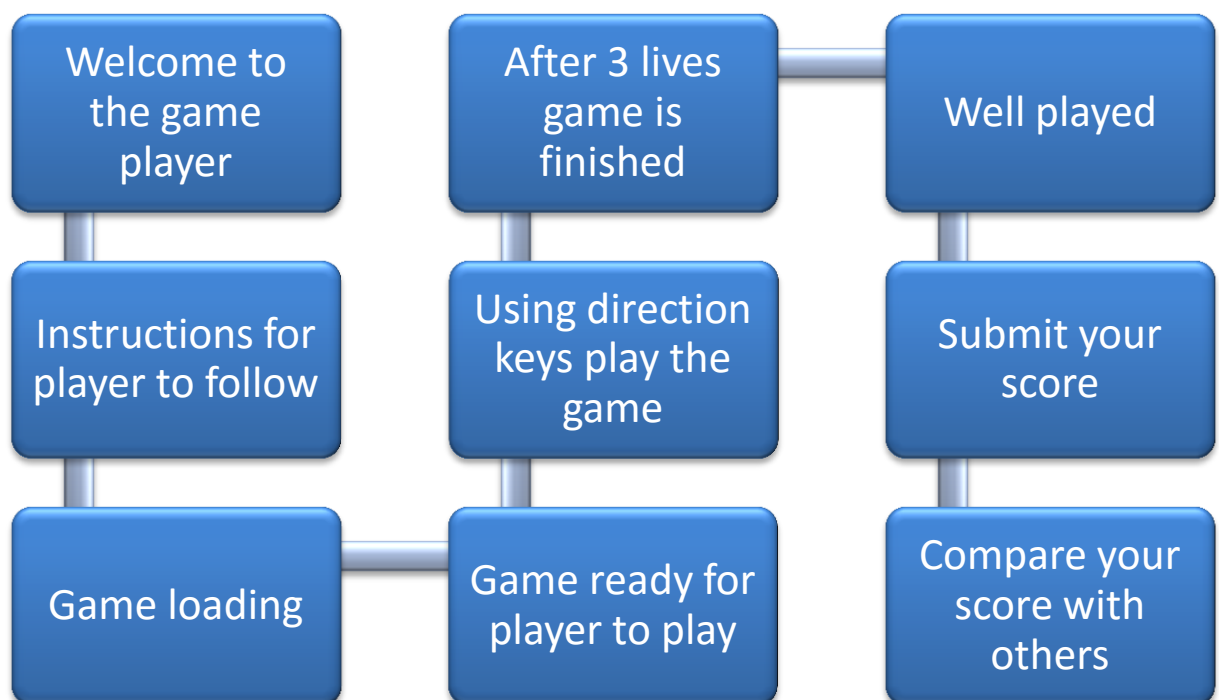 Welcome to
the game
player
Instructions for
player to follow
Game loading
Game ready for
player to play
Using direction
keys play the
game
After 3 lives
game is
finished
Well played
Submit your
score
Compare your
score with
others